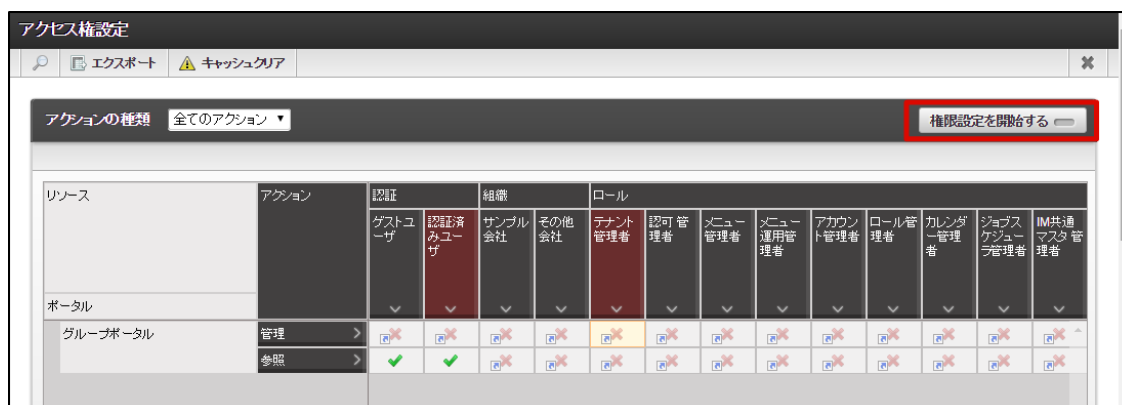 アクセス権設定
エクスポート キャッシュクリア
アクションの種類 全てのアクション 権限設定を開始する
リソース アクション 認証 組織 ロール
ゲストユーザ 認証済みユーザ サンプル会社 その他会社 テナント管理者 認可管理者 メニュー管理者 メニュー運用管理者 アカウント管理者 ロール管理者 カレンダー管理者 ジョブスケジューラ管理者 IM共通マスタ管理者
ポータル
グループポータル 管理
参照